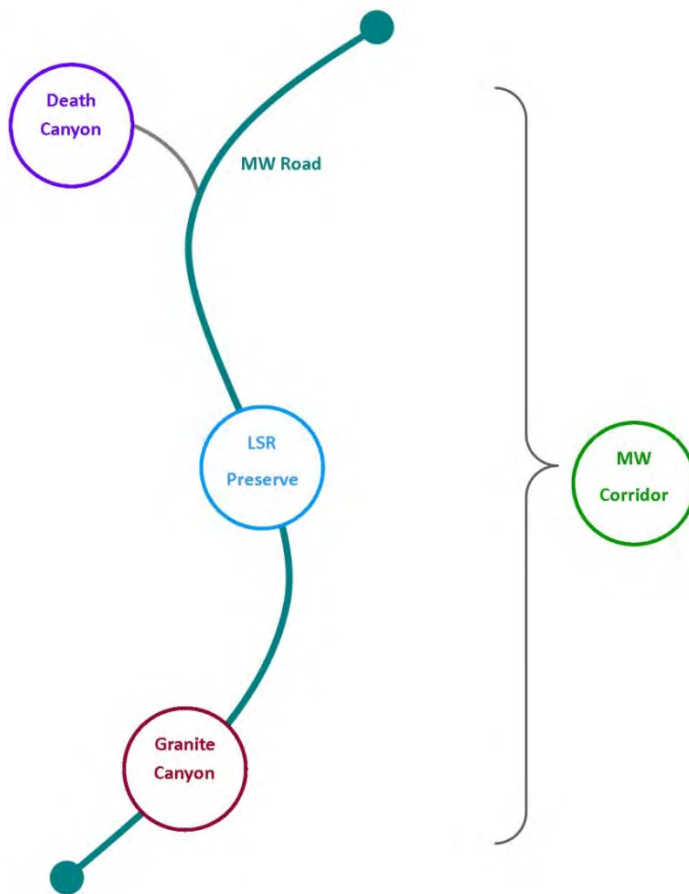 Death
Canyon
MW Road
LSR
Preserve
MW
Corridor
Granite
Canyon